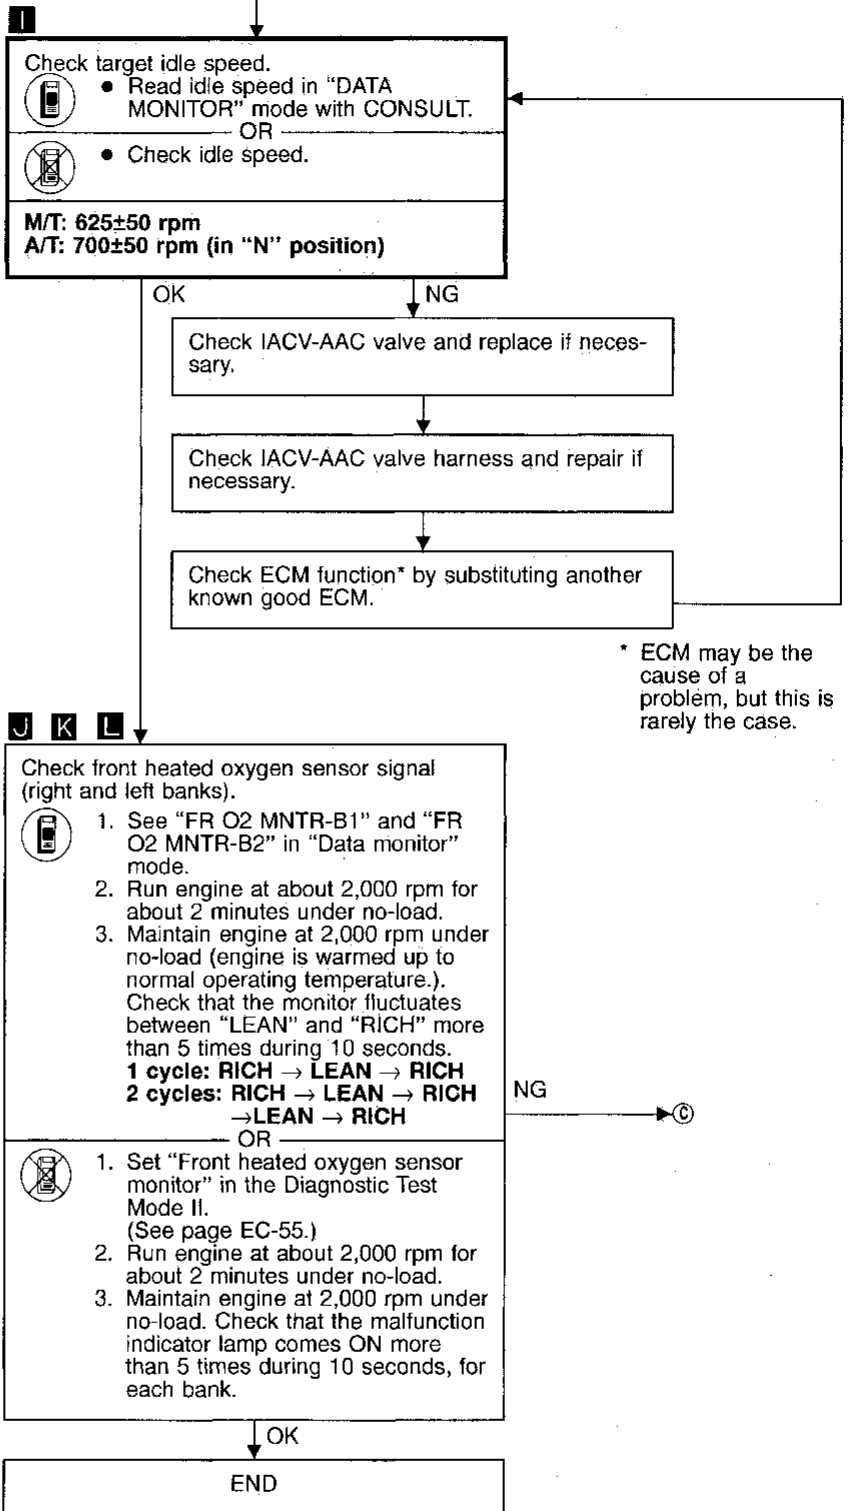 I
Check target idle speed.
● Read idle speed in "DATA
MONITOR" mode with CONSULT.
OR
● Check idle speed.
M/T: 625±50 rpm
A/T: 700±50 rpm (in "N" position)
OK
NG
Check IACV-AAC valve and replace if neces-
sary.
Check IACV-AAC valve harness and repair if
necessary.
Check ECM function* by substituting another
known good ECM.
* ECM may be the
cause of a
problem, but this is
rarely the case.
J K L
Check front heated oxygen sensor signal
(right and left banks).
1. See "FR O2 MNTR-B1" and "FR
O2 MNTR-B2" in "Data monitor"
mode.
2. Run engine at about 2,000 rpm for
about 2 minutes under no-load.
3. Maintain engine at 2,000 rpm under
no-load (engine is warmed up to
normal operating temperature.).
Check that the monitor fluctuates
between "LEAN" and "RICH" more
than 5 times during 10 seconds.
1 cycle: RICH → LEAN → RICH
2 cycles: RICH → LEAN → RICH
→LEAN → RICH
NG
Ⓒ
OR
1. Set "Front heated oxygen sensor
monitor" in the Diagnostic Test
Mode II.
(See page EC-55.)
2. Run engine at about 2,000 rpm for
about 2 minutes under no-load.
3. Maintain engine at 2,000 rpm under
no-load. Check that the malfunction
indicator lamp comes ON more
than 5 times during 10 seconds, for
each bank.
OK
END